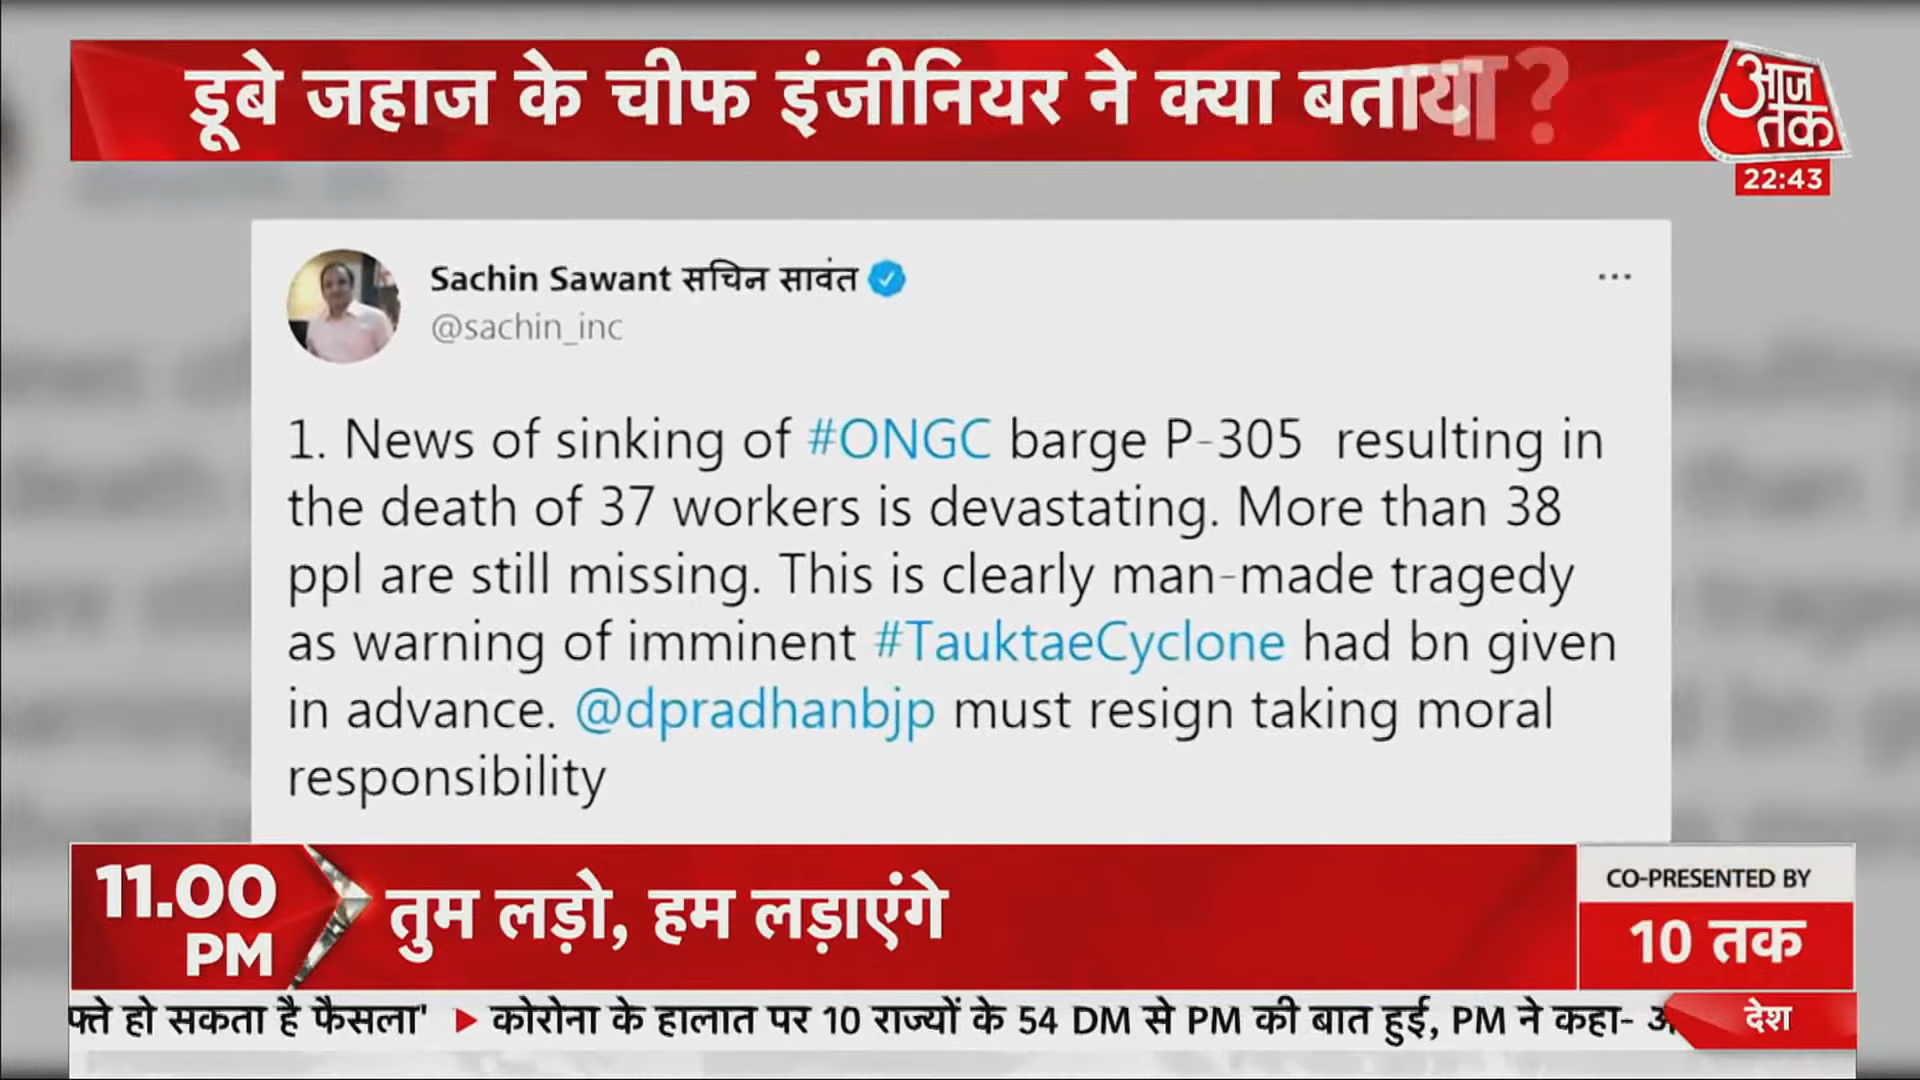 डूबे जहाज के चीफ इंजीनियर ने क्या बताया?
आज
तक
22:43
Sachin Sawant सचिन सावंत
@sachin_inc
1. News of sinking of #ONGC barge P-305 resulting in
the death of 37 workers is devastating. More than 38
ppl are still missing. This is clearly man-made tragedy
as warning of imminent #TauktaeCyclone had bn given
in advance. @dpradhanbjp must resign taking moral
responsibility
11.00
PM
तुम लड़ो, हम लड़ाएंगे
CO-PRESENTED BY
10 तक
हो सकता है फैसला' ▶ कोरोना के हालात पर 10 राज्यों के 54 DM से PM की बात हुई, PM ने कहा-
देश